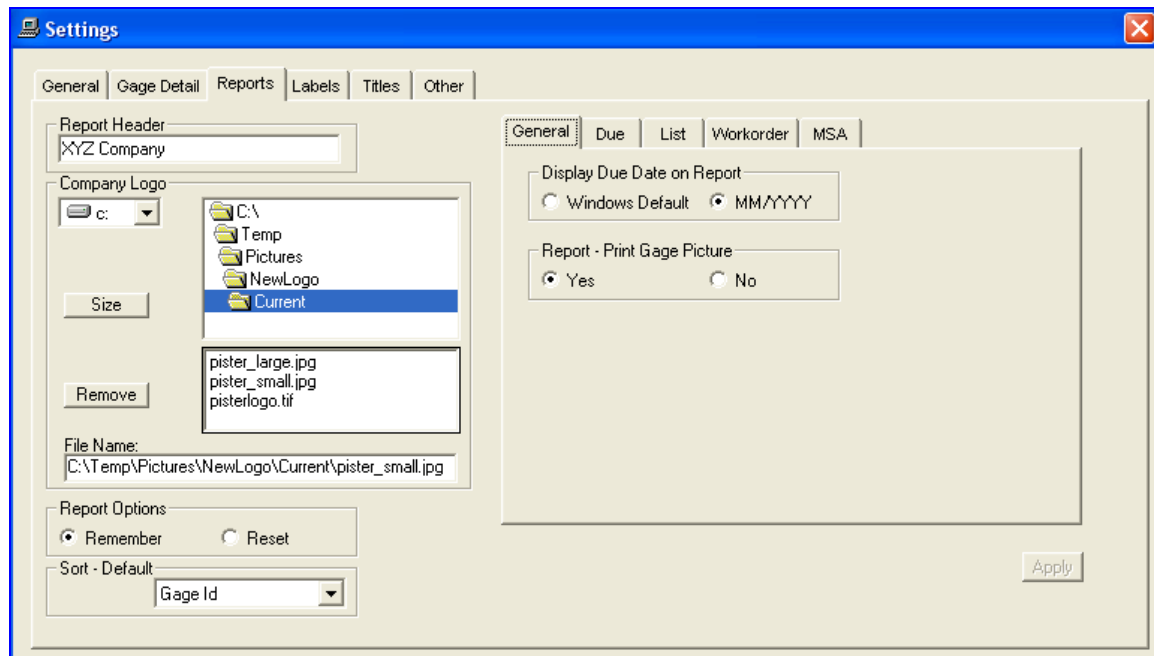 Settings
General Gage Detail Reports Labels Titles Other
Report Header
XYZ Company
Company Logo
c:
C:\
Temp
Pictures
NewLogo
Current
Size
pister_large.jpg
pister_small.jpg
pisterlogo.tif
Remove
File Name:
C:\Temp\Pictures\NewLogo\Current\pister_small.jpg
Report Options
Remember Reset
Sort - Default
Gage Id
General Due List Workorder MSA
Display Due Date on Report
Windows Default MM/YYYY
Report - Print Gage Picture
Yes No
Apply